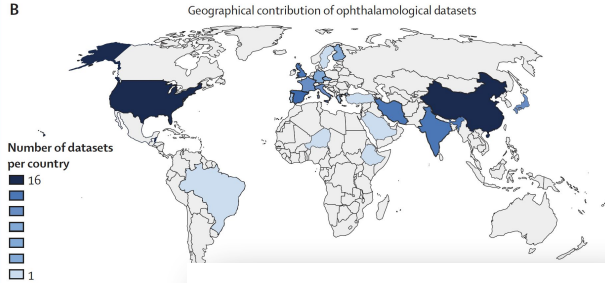 B
Geographical contribution of ophthalamological datasets
Number of datasets
per country
16
1